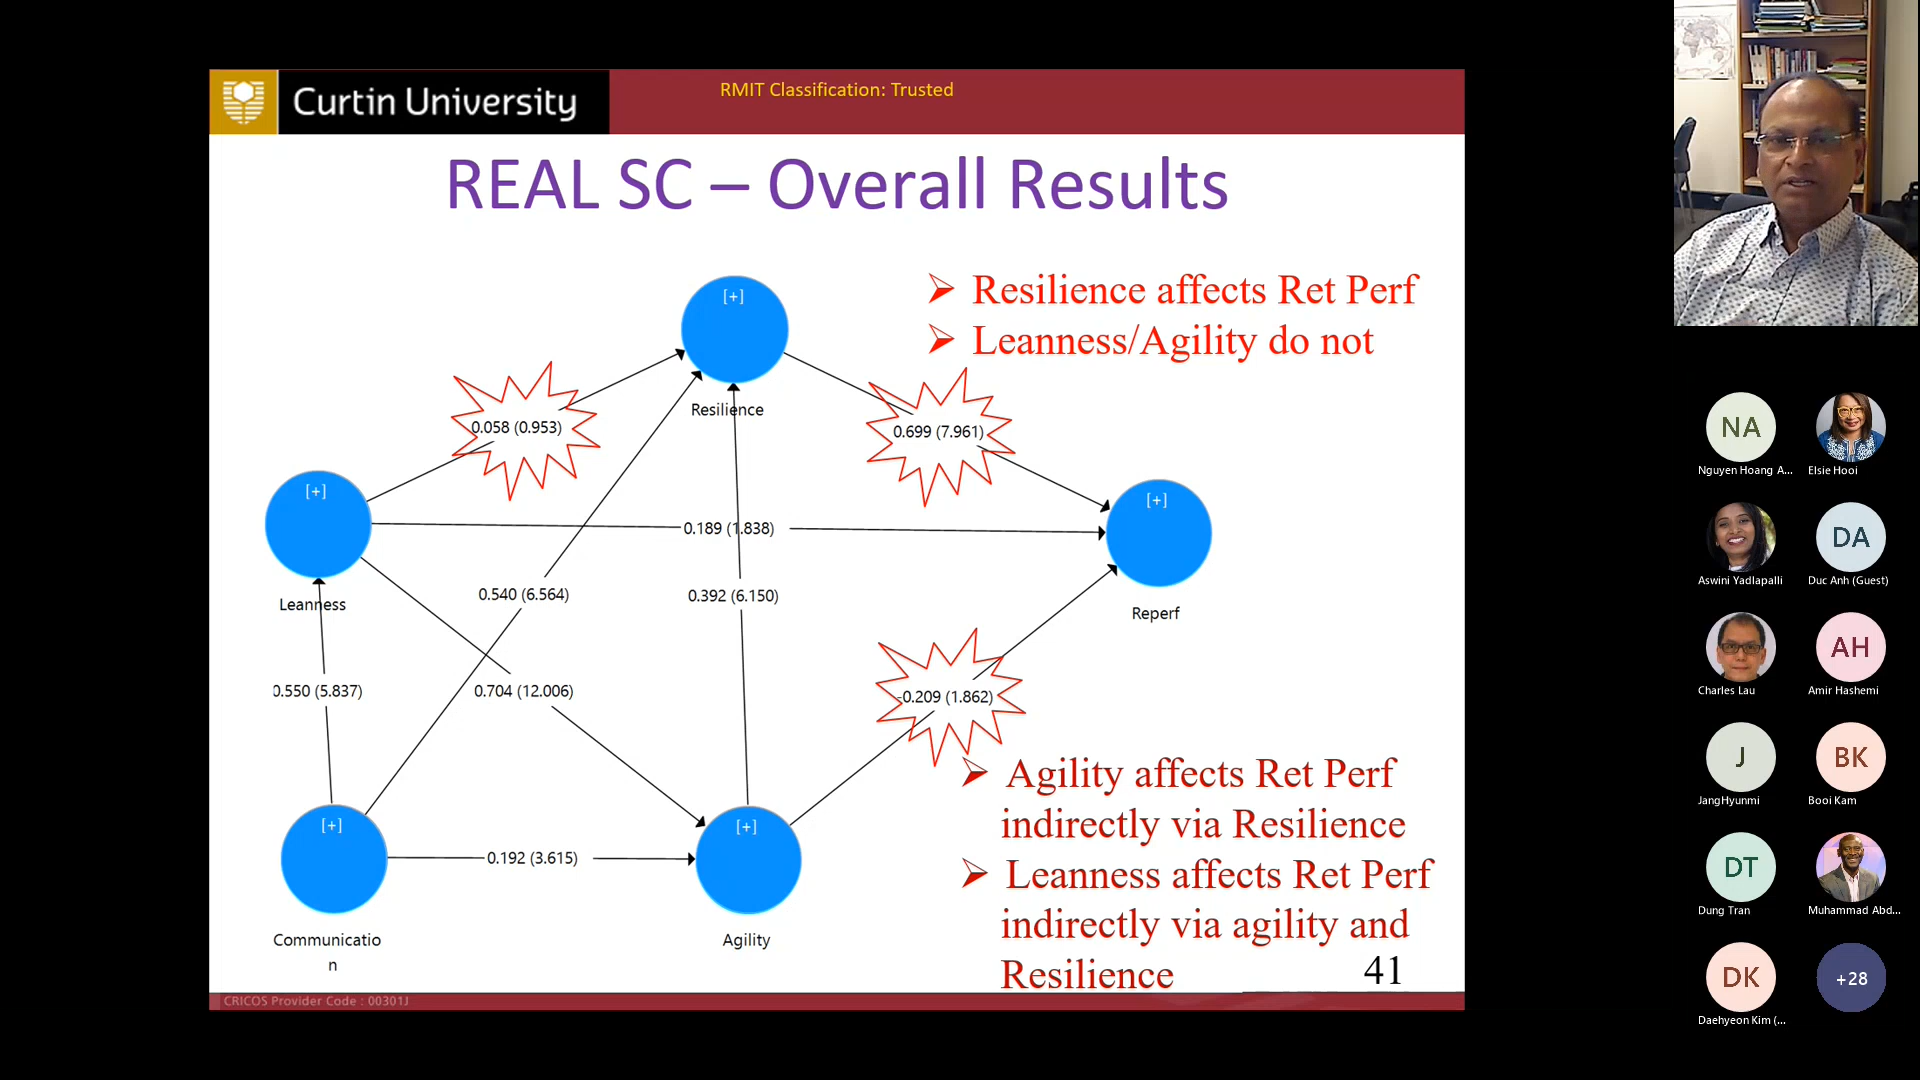 Curtin University
RMIT Classification: Trusted
REAL SC – Overall Results
➢ Resilience affects Ret Perf
➢ Leanness/Agility do not
[+]
Resilience
0.058 (0.953)
0.699 (7.961)
[+]
Leanness
0.189 (1.838)
[+]
Reperf
0.540 (6.564)
0.392 (6.150)
0.550 (5.837)
0.704 (12.006)
-0.209 (1.862)
[+]
Communicatio
n
0.192 (3.615)
[+]
Agility
➢ Agility affects Ret Perf
indirectly via Resilience
➢ Leanness affects Ret Perf
indirectly via agility and
Resilience
41
CRICOS Provider Code : 00301J
NA
Nguyen Hoang A...
Elsie Hooi
Aswini Yadlapalli
DA
Duc Anh (Guest)
Charles Lau
AH
Amir Hashemi
J
JangHyunmi
BK
Booi Kam
DT
Dung Tran
Muhammad Abd...
DK
Daehyeon Kim (...
+28